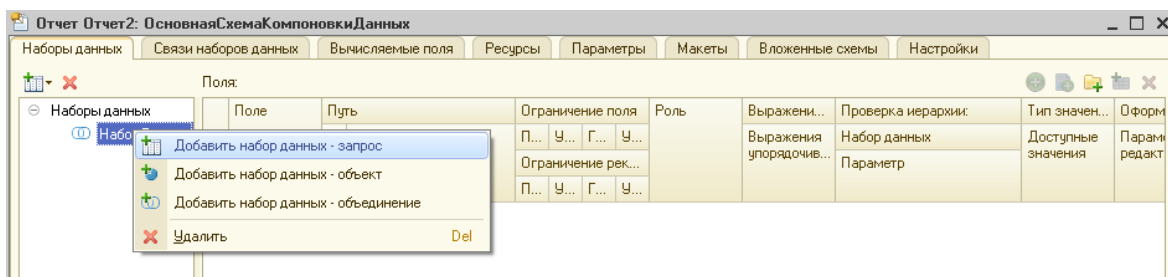 Отчет Отчет2: ОсновнаяСхемаКомпоновкиДанных
Наборы данных Связи наборов данных Вычисляемые поля Ресурсы Параметры Макеты Вложенные схемы Настройки
Поля:
Наборы данных
Поле Путь Ограничение поля Роль Выражени... Проверка иерархии: Тип значен... Оформ
П... У... Г... У... Выражения упорядочив... Набор данных Доступные значения Парам редакт
Ограничение рек... Параметр
П... У... Г... У...
Добавить набор данных - запрос
Добавить набор данных - объект
Добавить набор данных - объединение
Удалить Del